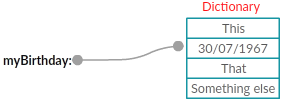 Dictionary
This
myBirthday:
30/07/1967
That
Something else